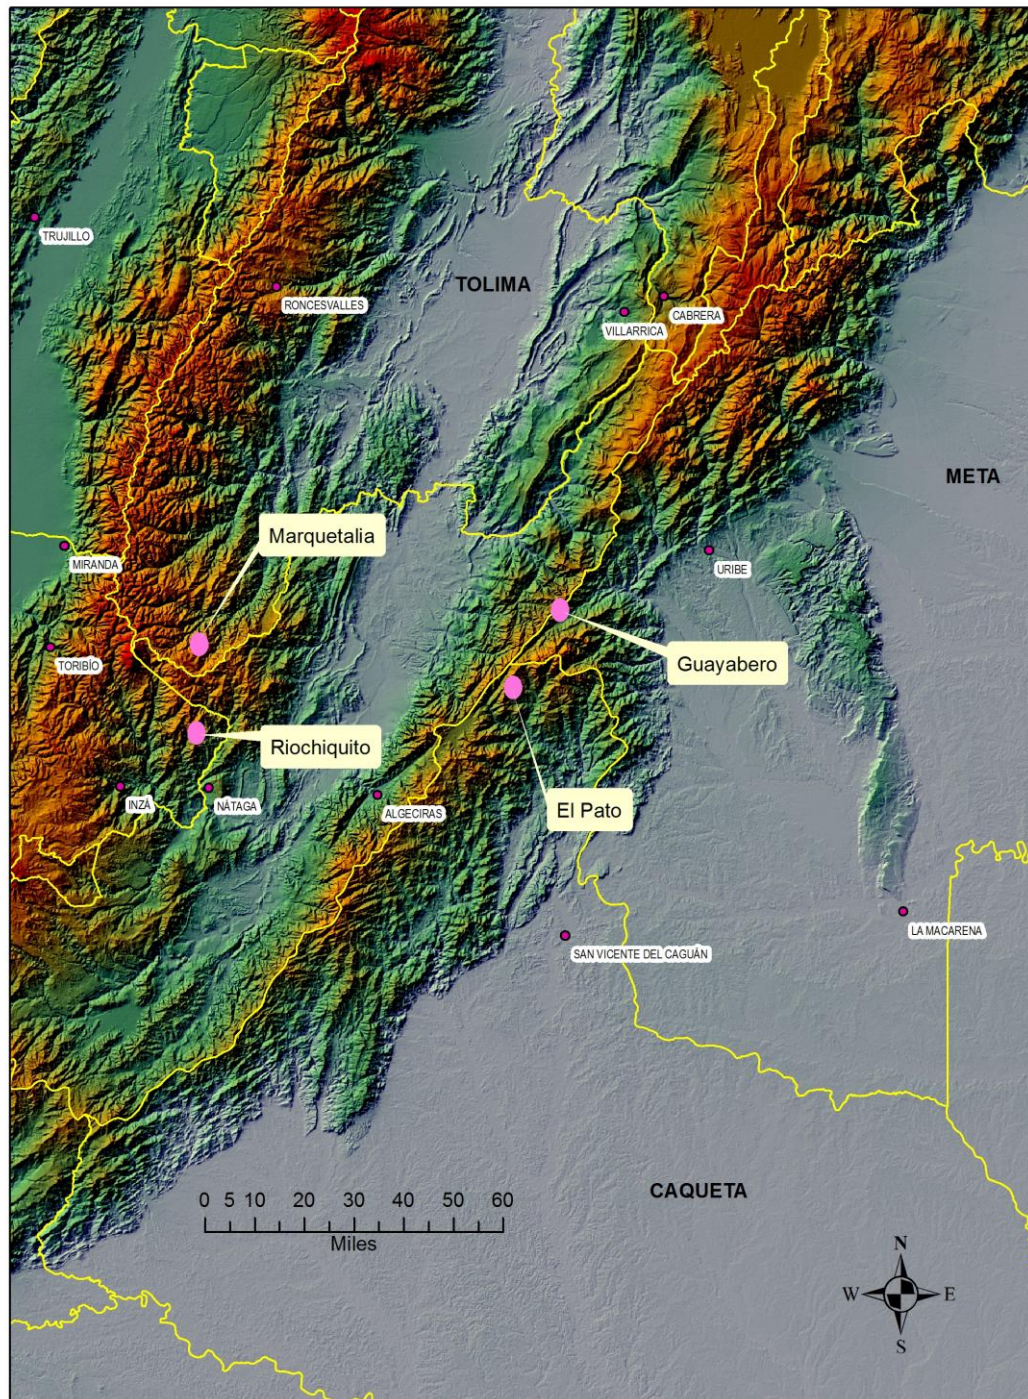 TRUJILLO
RONCESVALLES
TOLIMA
CABRERA
VILLARRICA
META
Marquetalia
MIRANDA
URIBE
TORIBÍO
Guayabero
Riochiquito
INZÁ
NÁTAGA
ALGECIRAS
El Pato
LA MACARENA
SAN VICENTE DEL CAGUÁN
CAQUETA
0 5 10 20 30 40 50 60
Miles
N
W E
S